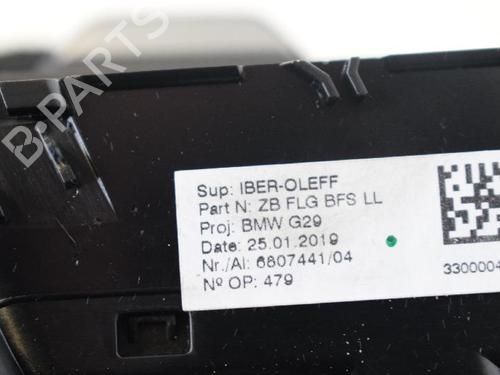 B-PARTS
Sup: IBER-OLEFF
Part N: ZB FLG BFS LL
Proj: BMW G29
Date: 25.01.2019
Nr./AI: 6807441/04
Nº OP: 479
3300004